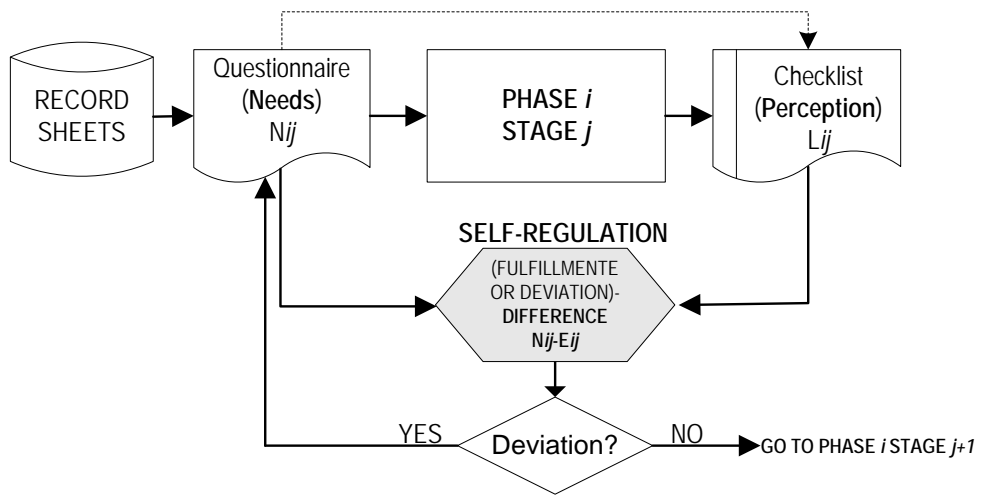 RECORD
SHEETS
Questionnaire
(Needs)
Nij
PHASE i
STAGE j
Checklist
(Perception)
Lij
SELF-REGULATION
(FULFILLMENTE
OR DEVIATION)-
DIFFERENCE
Nij-Eij
YES
Deviation?
NO
GO TO PHASE i STAGE j+1